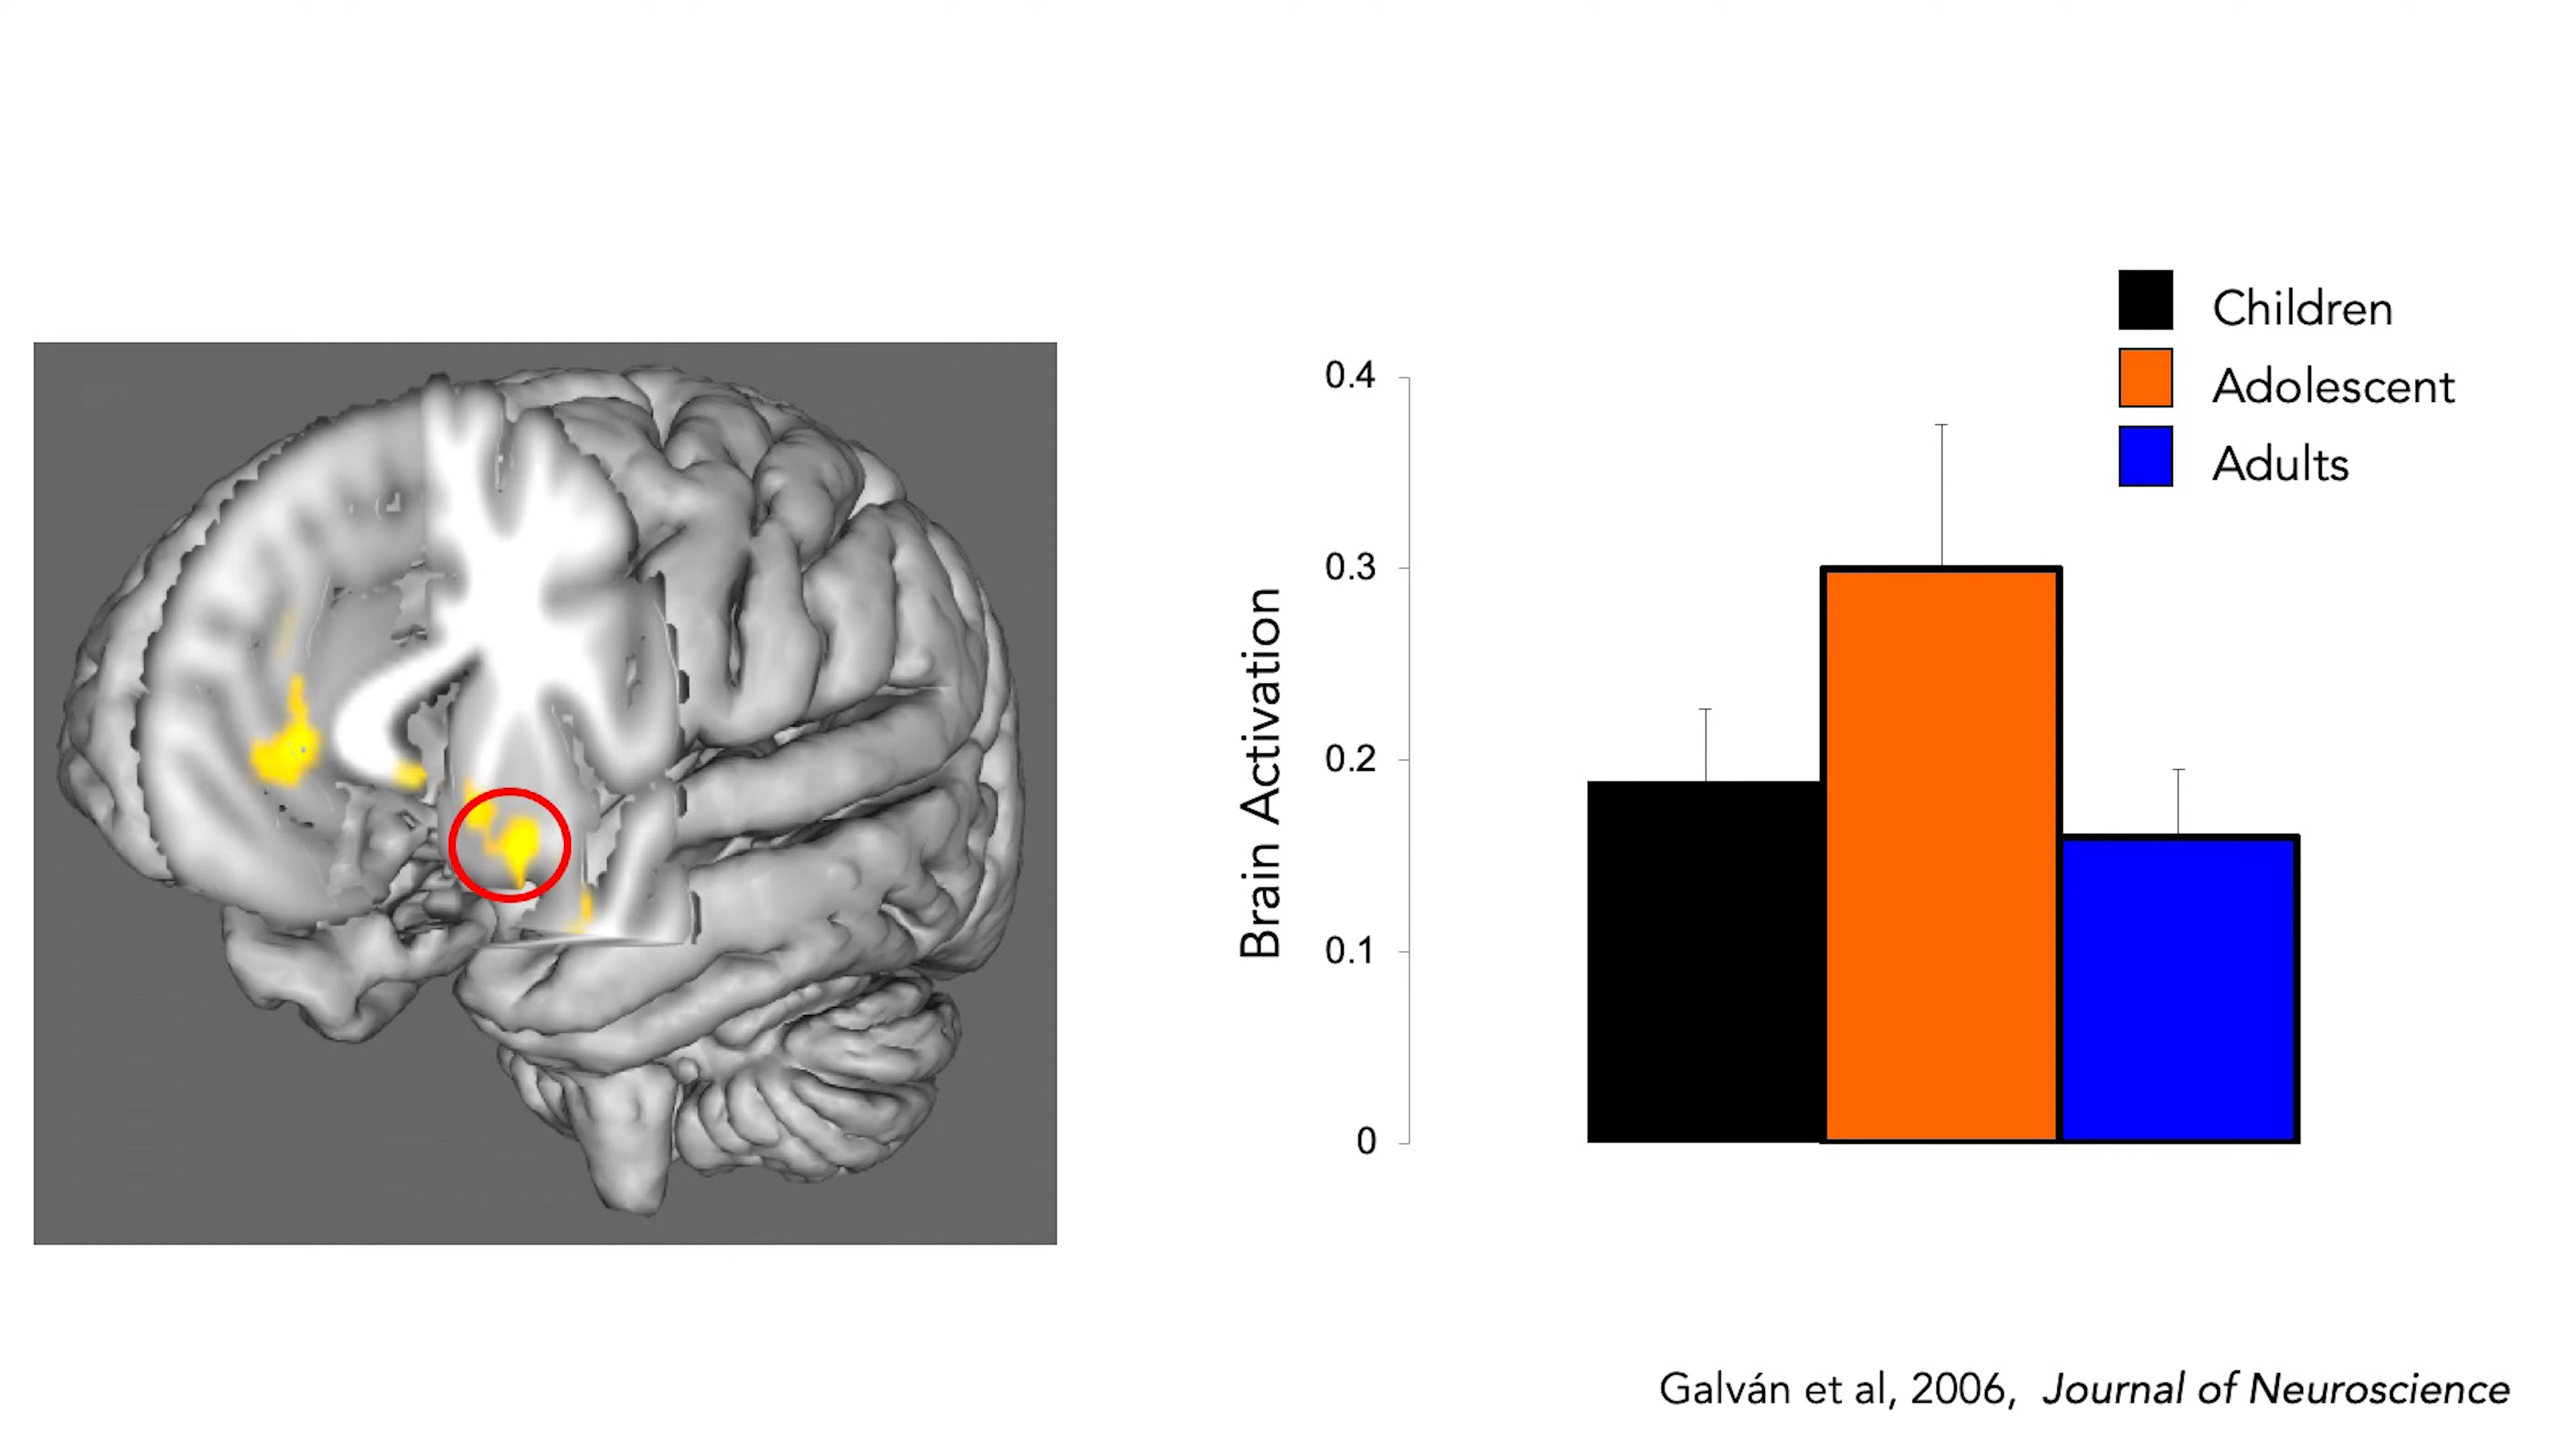 Children
Adolescent
Adults
0.4
0.3
0.2
0.1
0
Brain Activation
Galván et al, 2006, Journal of Neuroscience